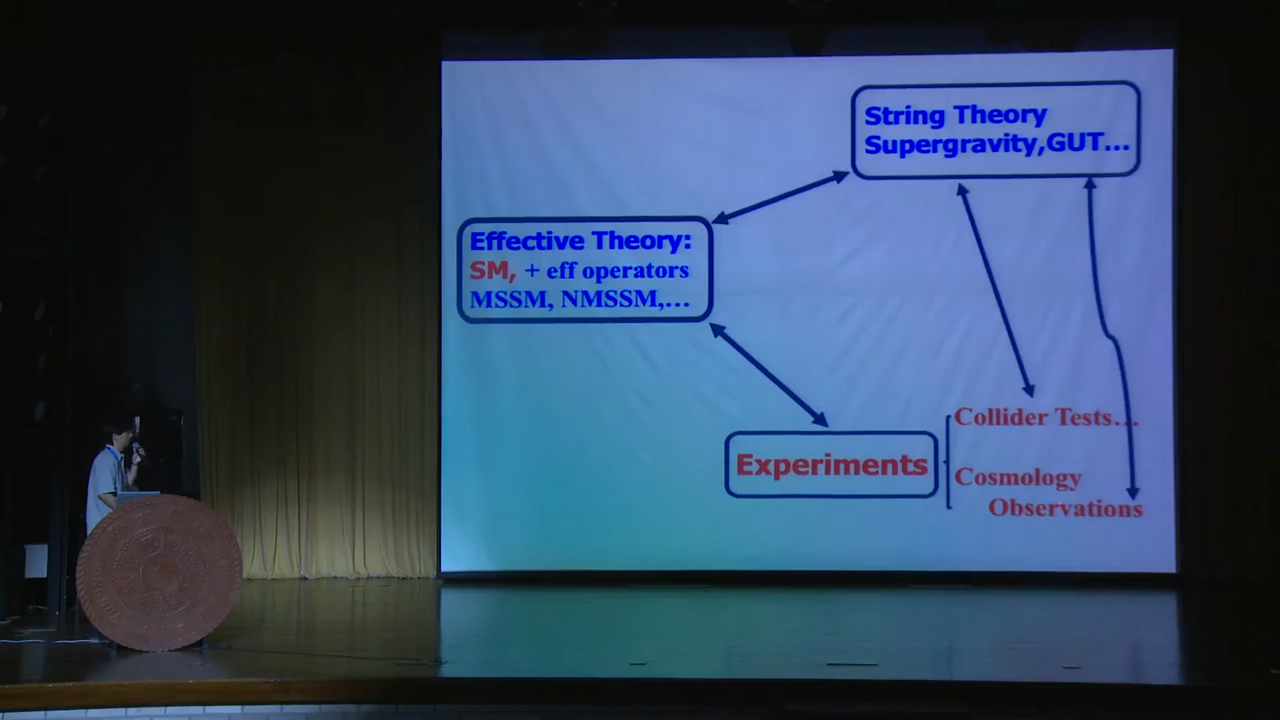 String Theory
Supergravity,GUT...
Effective Theory:
SM, + eff operators
MSSM, NMSSM,...
Experiments
Collider Tests...
Cosmology
Observations